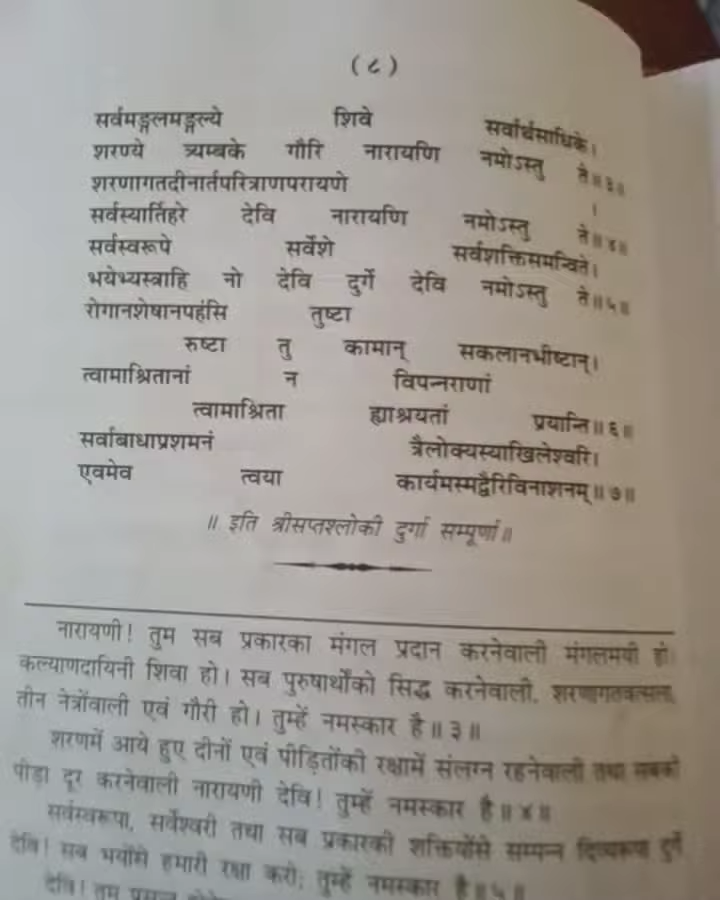 ( ८ )
सर्वमङ्गलमङ्गल्ये शिवे सर्वार्थसाधिके।
शरण्ये त्र्यम्बके गौरि नारायणि नमोऽस्तु ते॥३॥
शरणागतदीनार्तपरित्राणपरायणे ।
सर्वस्यार्तिहरे देवि नारायणि नमोऽस्तु ते॥४॥
सर्वस्वरूपे सर्वेशे सर्वशक्तिसमन्विते।
भयेभ्यस्त्राहि नो देवि दुर्गे देवि नमोऽस्तु ते॥५॥
रोगानशेषानपहंसि तुष्टा
रुष्टा तु कामान् सकलानभीष्टान्।
त्वामाश्रितानां न विपन्नराणां
त्वामाश्रिता ह्याश्रयतां प्रयान्ति॥६॥
सर्वाबाधाप्रशमनं त्रैलोक्यस्याखिलेश्वरि।
एवमेव त्वया कार्यमस्मद्वैरिविनाशनम्॥७॥
॥ इति श्रीसप्तश्लोकी दुर्गा सम्पूर्णा॥
नारायणी! तुम सब प्रकारका मंगल प्रदान करनेवाली मंगलमयी हो।
कल्याणदायिनी शिवा हो। सब पुरुषार्थोंको सिद्ध करनेवाली, शरणागतवत्सला,
तीन नेत्रोंवाली एवं गौरी हो। तुम्हें नमस्कार है॥३॥
शरणमें आये हुए दीनों एवं पीड़ितोंकी रक्षामें संलग्न रहनेवाली तथा सबकी
पीड़ा दूर करनेवाली नारायणी देवि! तुम्हें नमस्कार है॥४॥
सर्वस्वरूपा, सर्वेश्वरी तथा सब प्रकारकी शक्तियोंसे सम्पन्न दिव्यरूपा दुर्गे
देवि! सब भयोंसे हमारी रक्षा करो; तुम्हें नमस्कार है॥५॥
देवि! तुम प्रसन्न